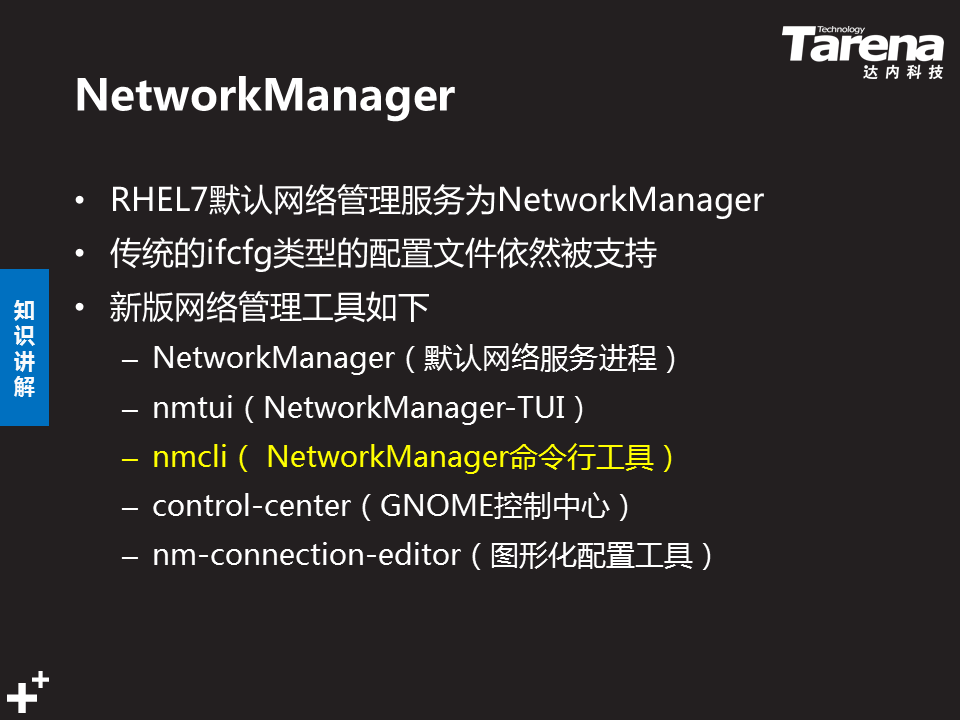 Technology
Tarena
达内科技
NetworkManager
• RHEL7默认网络管理服务为NetworkManager
• 传统的ifcfg类型的配置文件依然被支持
• 新版网络管理工具如下
– NetworkManager（默认网络服务进程）
– nmtui（NetworkManager-TUI）
– nmcli（ NetworkManager命令行工具）
– control-center（GNOME控制中心）
– nm-connection-editor（图形化配置工具）
知识讲解